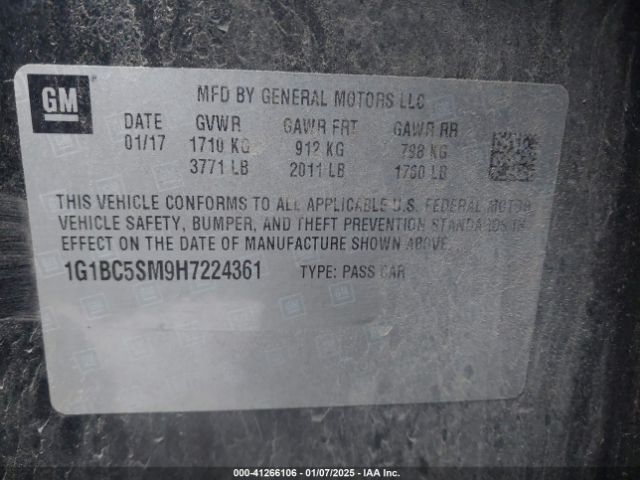 GM
MFD BY GENERAL MOTORS LLC
DATE GVWR GAWR FRT GAWR RR
01/17 1710 KG 912 KG 798 KG
3771 LB 2011 LB 1760 LB
THIS VEHICLE CONFORMS TO ALL APPLICABLE U.S. FEDERAL MOTOR
VEHICLE SAFETY, BUMPER, AND THEFT PREVENTION STANDARDS IN
EFFECT ON THE DATE OF MANUFACTURE SHOWN ABOVE.
1G1BC5SM9H7224361 TYPE: PASS CAR
000-41266106 - 01/07/2025 - IAA Inc.